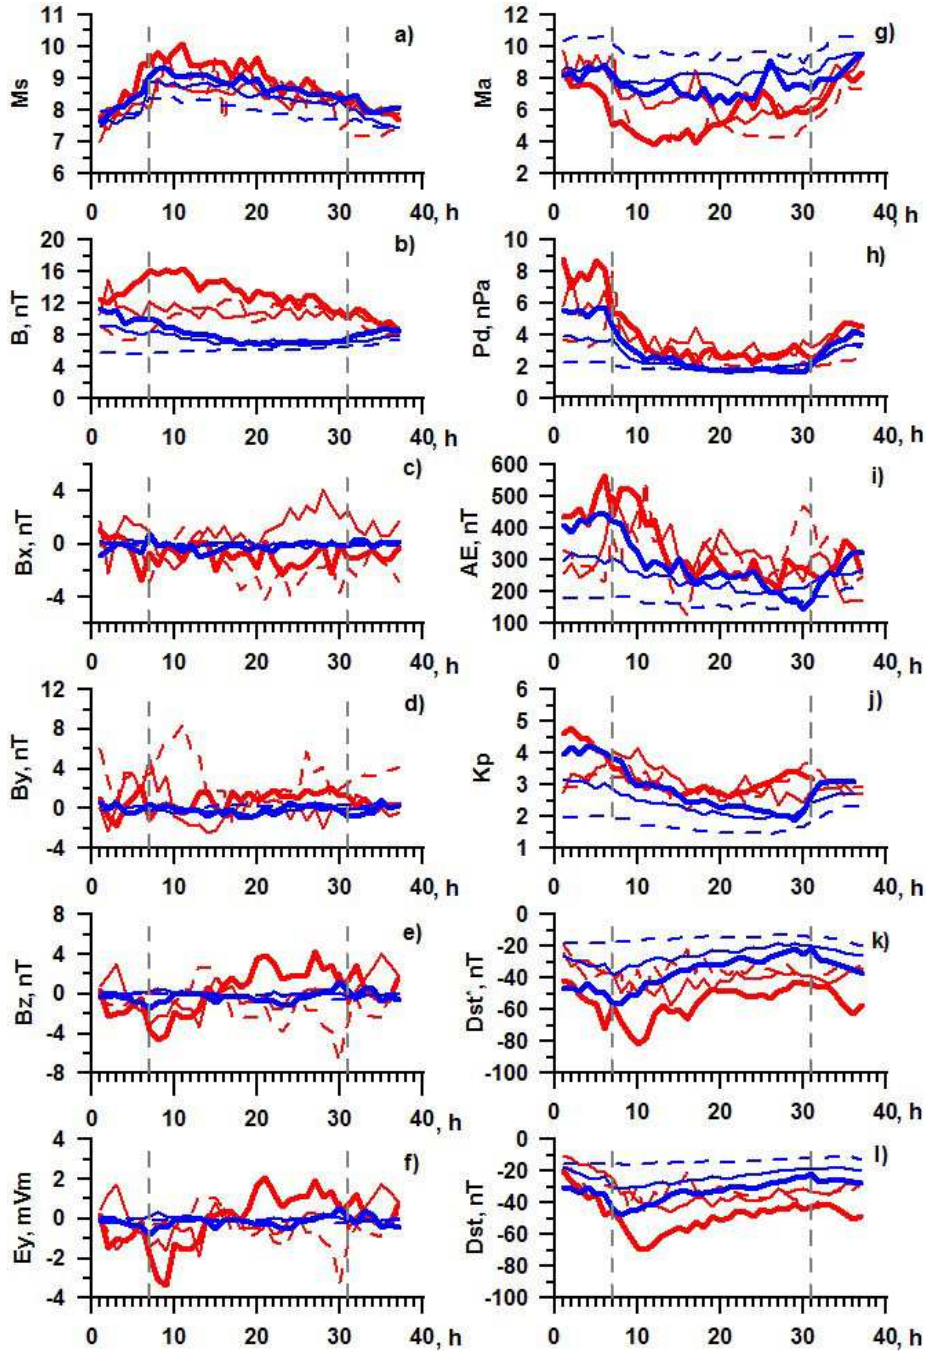 a)
Ms
11
10
9
8
7
6
0 10 20 30 40, h
g)
Ma
12
10
8
6
4
2
0 10 20 30 40, h
b)
B, nT
20
16
12
8
4
0
0 10 20 30 40, h
h)
Pd, nPa
10
8
6
4
2
0
0 10 20 30 40, h
c)
Bx, nT
4
0
-4
0 10 20 30 40, h
i)
AE, nT
600
500
400
300
200
100
0 10 20 30 40, h
d)
By, nT
12
8
4
0
-4
0 10 20 30 40, h
j)
Kp
6
5
4
3
2
1
0 10 20 30 40, h
e)
Bz, nT
8
4
0
-4
-8
0 10 20 30 40, h
k)
Dst*, nT
0
-20
-40
-60
-80
-100
0 10 20 30 40, h
f)
Ey, mVm
4
2
0
-2
-4
0 10 20 30 40, h
l)
Dst, nT
0
-20
-40
-60
-80
-100
0 10 20 30 40, h